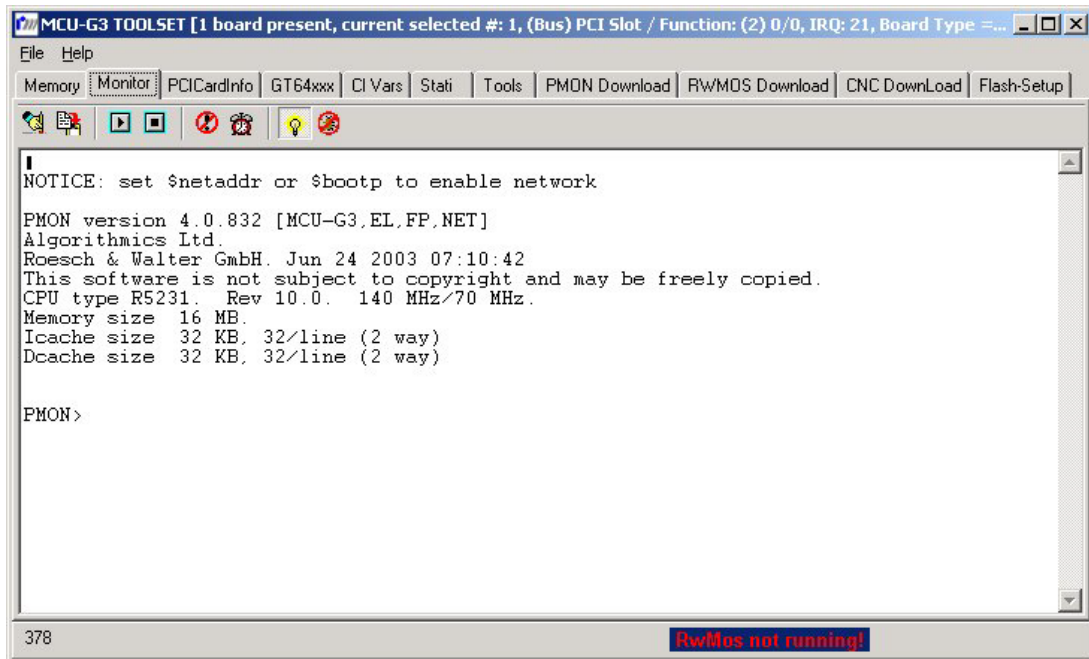 MCU-G3 TOOLSET [1 board present, current selected #: 1, (Bus) PCI Slot / Function: (2) 0/0, IRQ: 21, Board Type =...
File Help
Memory Monitor PCICardInfo GT64xxx CI Vars Stati Tools PMON Download RWMOS Download CNC DownLoad Flash-Setup
NOTICE: set $netaddr or $bootp to enable network
PMON version 4.0.832 [MCU-G3,EL,FP,NET]
Algorithmics Ltd.
Roesch & Walter GmbH. Jun 24 2003 07:10:42
This software is not subject to copyright and may be freely copied.
CPU type R5231. Rev 10.0. 140 MHz/70 MHz.
Memory size 16 MB.
Icache size 32 KB, 32/line (2 way)
Dcache size 32 KB, 32/line (2 way)
PMON>
378 RwMos not running!